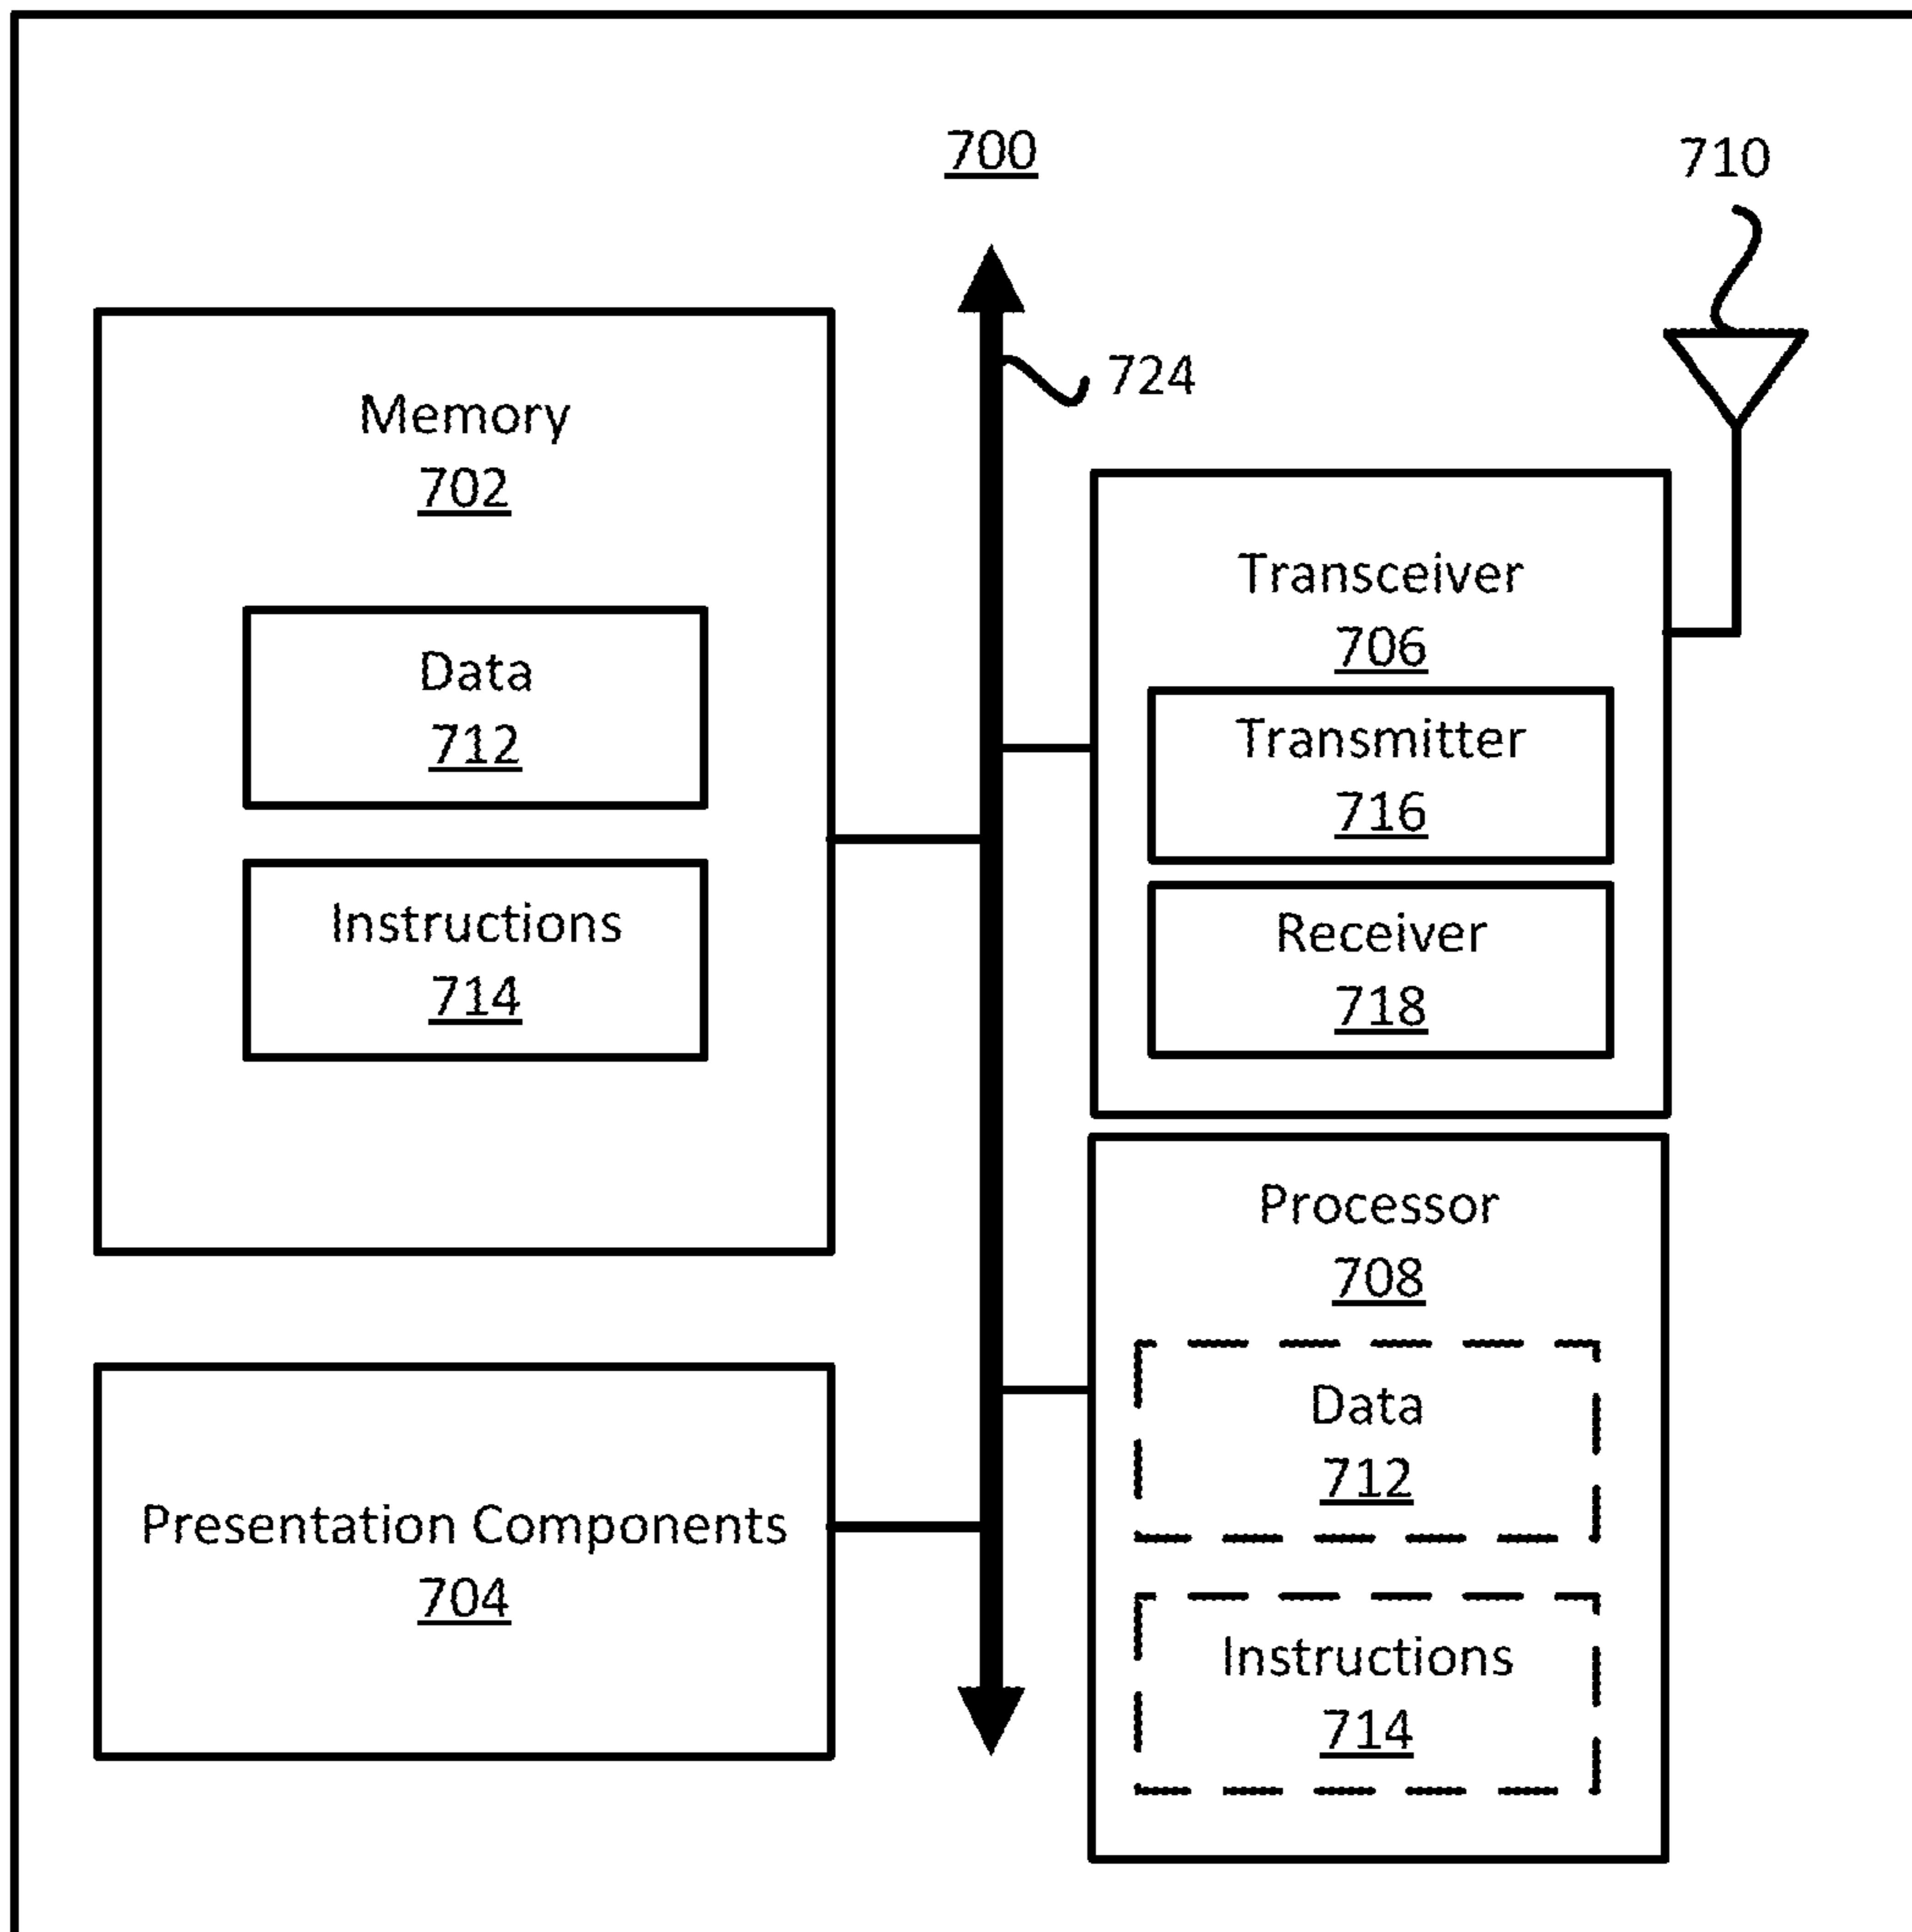 700
710
724
Memory
702
Data
712
Instructions
714
Transceiver
706
Transmitter
716
Receiver
718
Presentation Components
704
Processor
708
Data
712
Instructions
714